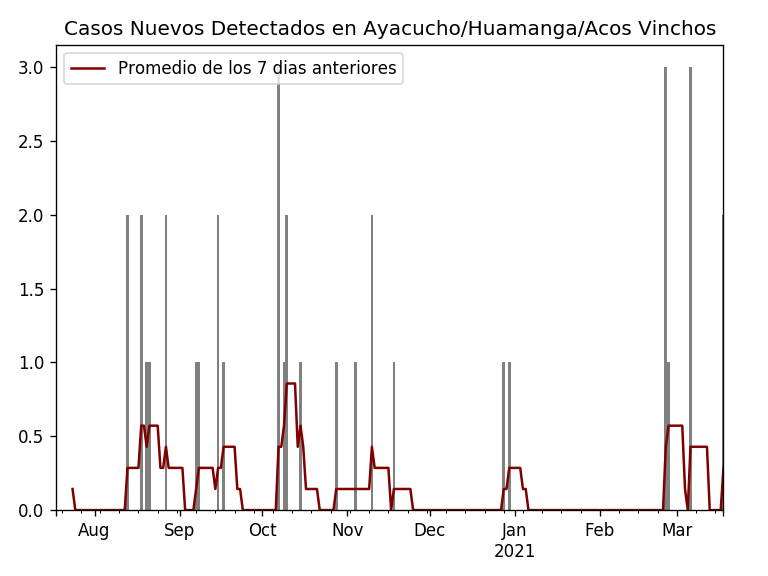 Casos Nuevos Detectados en Ayacucho/Huamanga/Acos Vinchos
Promedio de los 7 dias anteriores
3.0
2.5
2.0
1.5
1.0
0.5
0.0
Aug Sep Oct Nov Dec Jan Feb Mar
2021